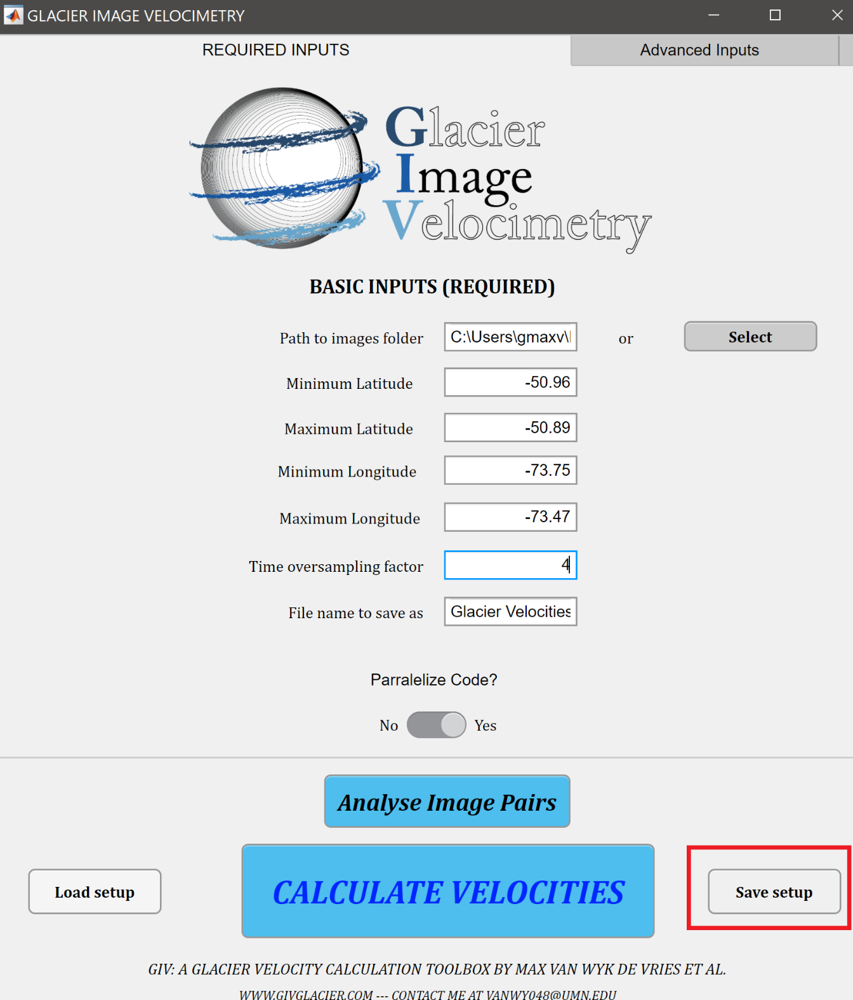 GLACIER IMAGE VELOCIMETRY
REQUIRED INPUTS
Advanced Inputs
Glacier
Image
Velocimetry
BASIC INPUTS (REQUIRED)
Path to images folder C:\Users\gmaxv\ or Select
Minimum Latitude -50.96
Maximum Latitude -50.89
Minimum Longitude -73.75
Maximum Longitude -73.47
Time oversampling factor 4
File name to save as Glacier Velocities
Parralelize Code?
No Yes
Analyse Image Pairs
Load setup CALCULATE VELOCITIES Save setup
GIV: A GLACIER VELOCITY CALCULATION TOOLBOX BY MAX VAN WYK DE VRIES ET AL.
WWW.GIVGLACIER.COM --- CONTACT ME AT VANWY048@UMN.EDU